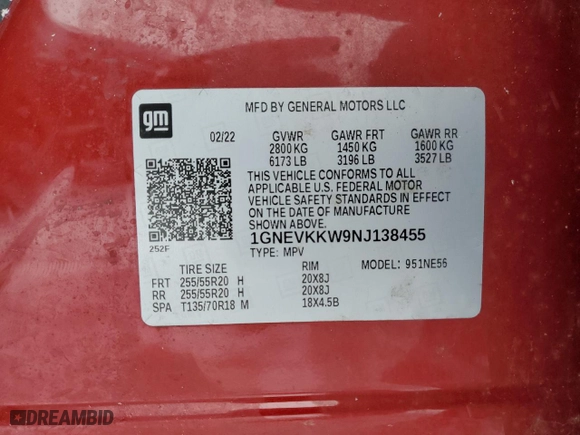 gm
MFD BY GENERAL MOTORS LLC
02/22 GVWR GAWR FRT GAWR RR
2800 KG 1450 KG 1600 KG
6173 LB 3196 LB 3527 LB
THIS VEHICLE CONFORMS TO ALL
APPLICABLE U.S. FEDERAL MOTOR
VEHICLE SAFETY STANDARDS IN EFFECT
ON THE DATE OF MANUFACTURE
SHOWN ABOVE.
252F
1GNEVKKW9NJ138455
TYPE: MPV MODEL: 951NE56
TIRE SIZE RIM
FRT 255/55R20 H 20X8J
RR 255/55R20 H 20X8J
SPA T135/70R18 M 18X4.5B
DREAMBID